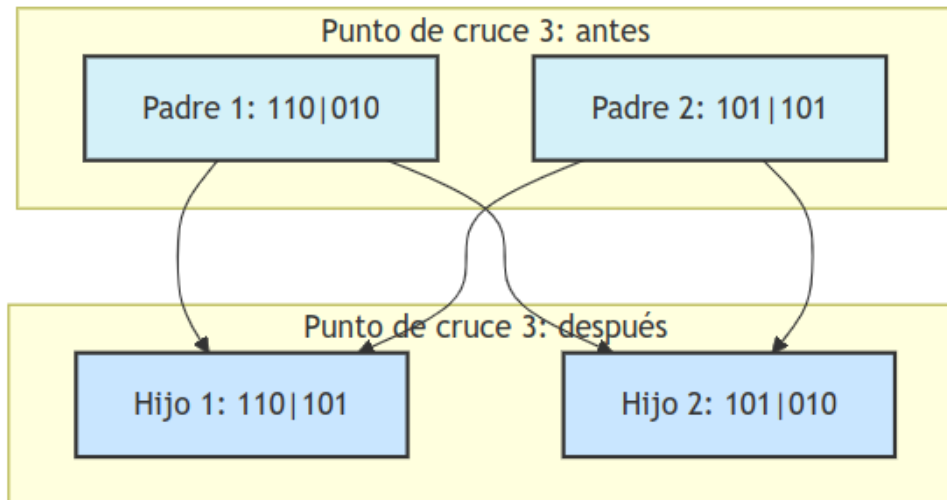 Punto de cruce 3: antes
Padre 1: 110|010
Padre 2: 101|101
Punto de cruce 3: después
Hijo 1: 110|101
Hijo 2: 101|010